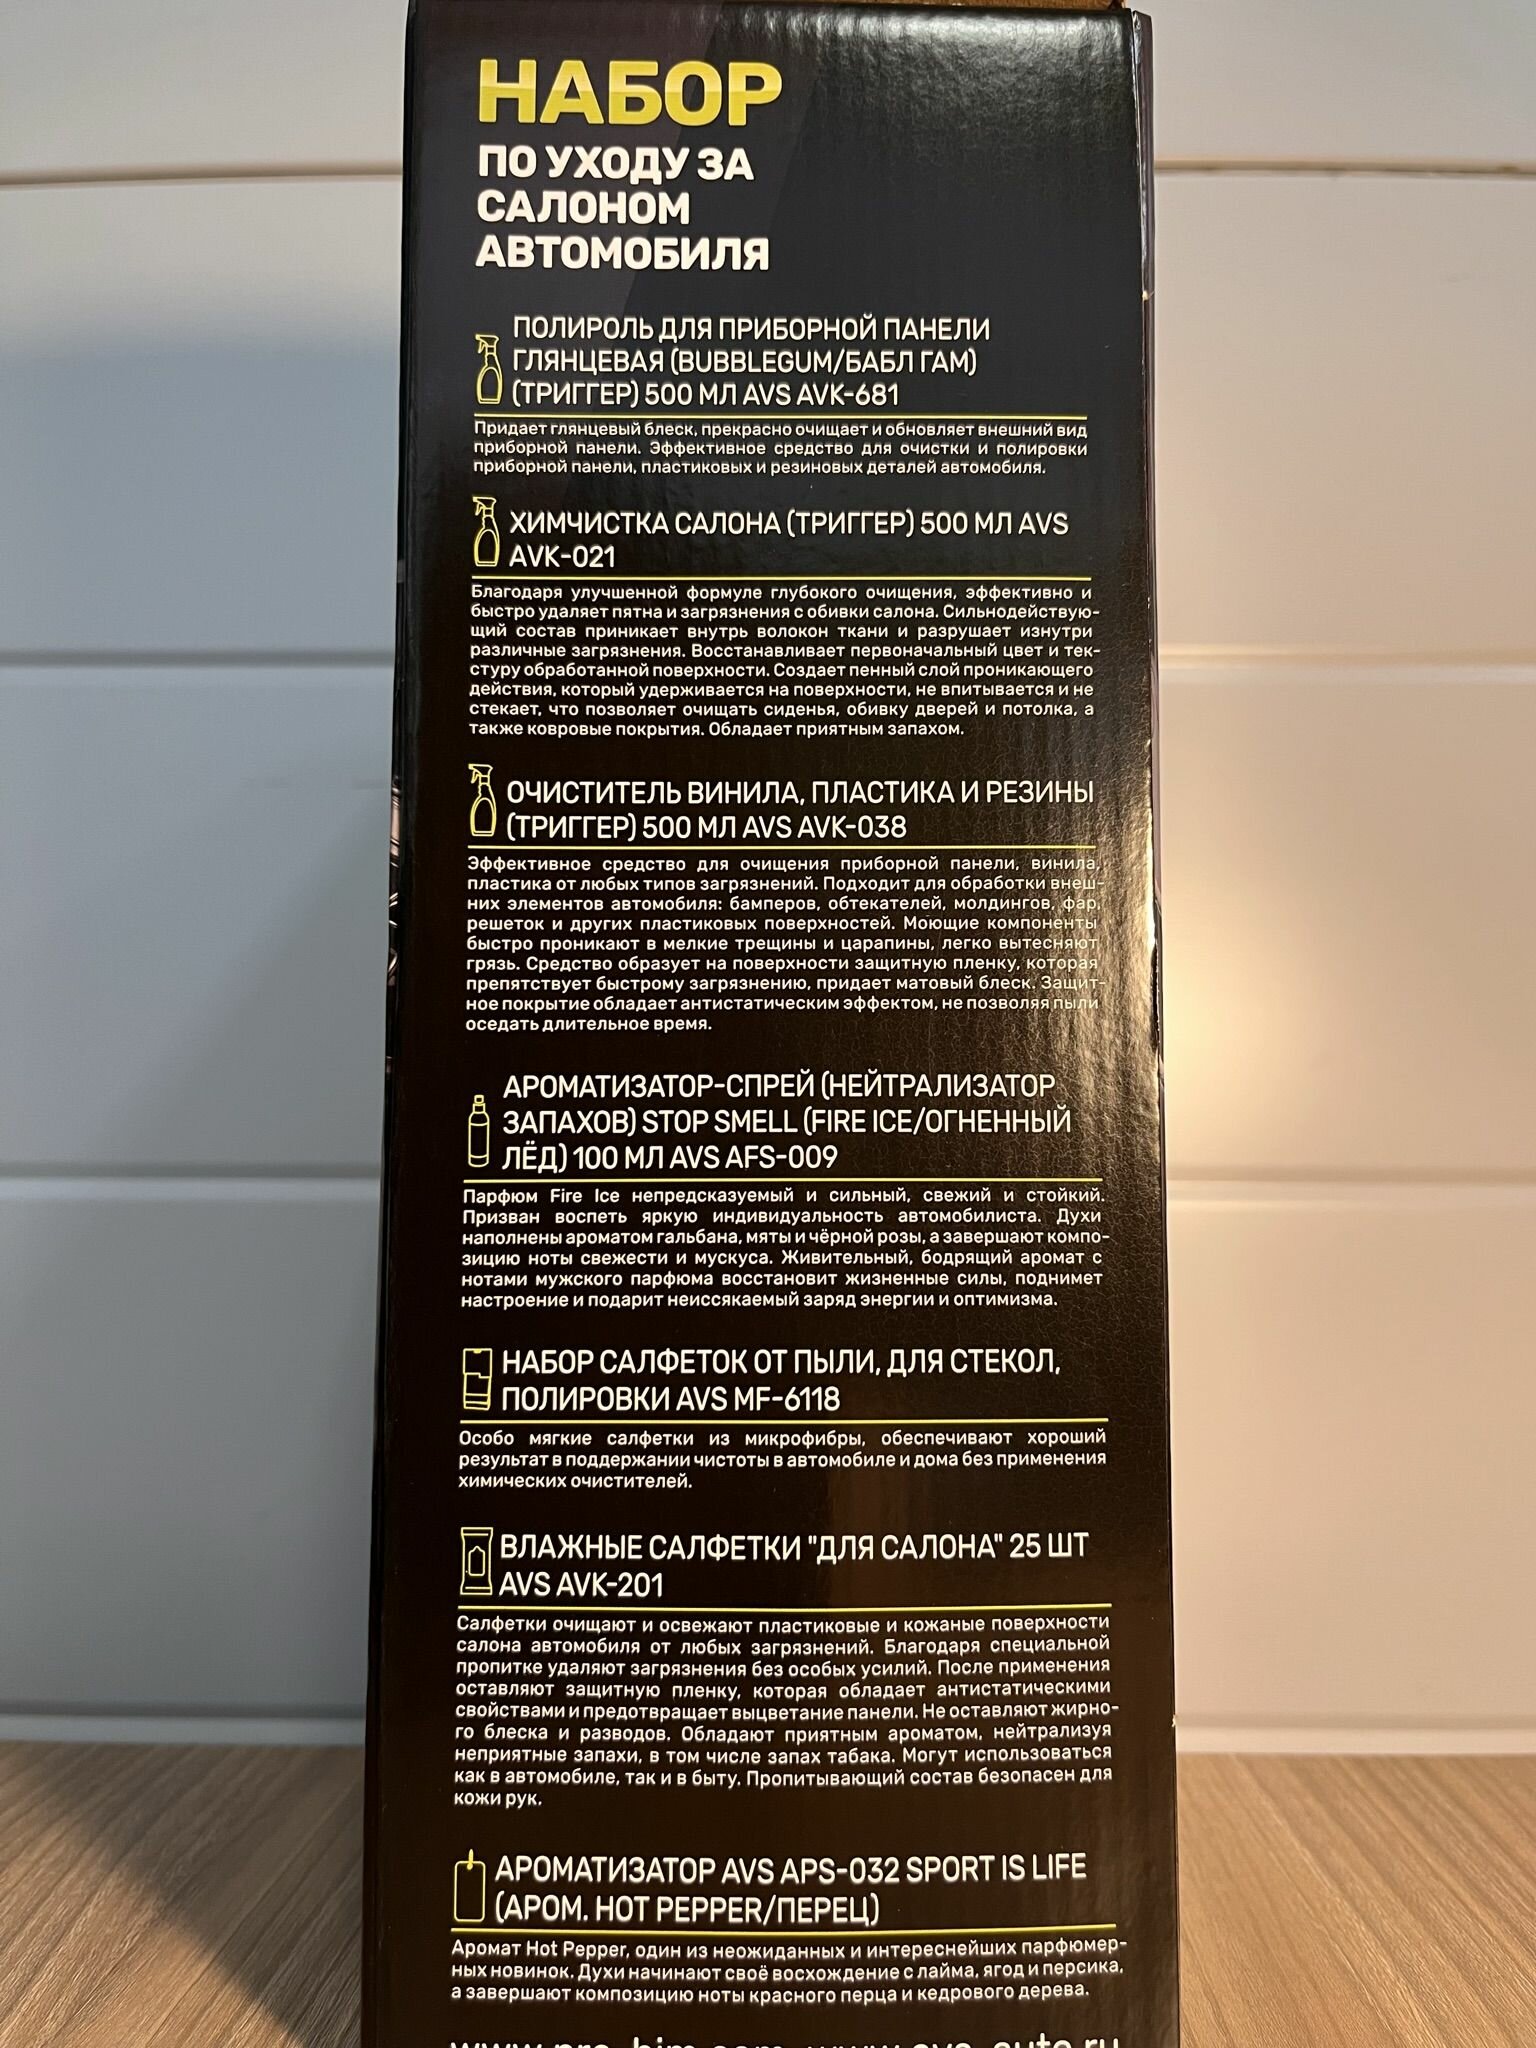 НАБОР
ПО УХОДУ ЗА
САЛОНОМ
АВТОМОБИЛЯ
ПОЛИРОЛЬ ДЛЯ ПРИБОРНОЙ ПАНЕЛИ
ГЛЯНЦЕВАЯ (BUBBLEGUM/БАБЛ ГАМ)
(ТРИГГЕР) 500 МЛ AVS AVK-681
Придает глянцевый блеск, прекрасно очищает и обновляет внешний вид
приборной панели. Эффективное средство для очистки и полировки
приборной панели, пластиковых и резиновых деталей автомобиля.
ХИМЧИСТКА САЛОНА (ТРИГГЕР) 500 МЛ AVS
AVK-021
Благодаря улучшенной формуле глубокого очищения, эффективно и
быстро удаляет пятна и загрязнения с обивки салона. Сильнодействую-
щий состав приникает внутрь волокон ткани и разрушает изнутри
различные загрязнения. Восстанавливает первоначальный цвет и тек-
стуру обработанной поверхности. Создает пенный слой проникающего
действия, который удерживается на поверхности, не впитывается и не
стекает, что позволяет очищать сиденья, обивку дверей и потолка, а
также ковровые покрытия. Обладает приятным запахом.
ОЧИСТИТЕЛЬ ВИНИЛА, ПЛАСТИКА И РЕЗИНЫ
(ТРИГГЕР) 500 МЛ AVS AVK-038
Эффективное средство для очищения приборной панели, винила,
пластика от любых типов загрязнений. Подходит для обработки внеш-
них элементов автомобиля: бамперов, обтекателей, молдингов, фар,
решеток и других пластиковых поверхностей. Моющие компоненты
быстро проникают в мелкие трещины и царапины, легко вытесняют
грязь. Средство образует на поверхности защитную пленку, которая
препятствует быстрому загрязнению, придает матовый блеск. Защит-
ное покрытие обладает антистатическим эффектом, не позволяя пыли
оседать длительное время.
АРОМАТИЗАТОР-СПРЕЙ (НЕЙТРАЛИЗАТОР
ЗАПАХОВ) STOP SMELL (FIRE ICE/ОГНЕННЫЙ
ЛЁД) 100 МЛ AVS AFS-009
Парфюм Fire Ice непредсказуемый и сильный, свежий и стойкий.
Призван воспеть яркую индивидуальность автомобилиста. Духи
наполнены ароматом гальбана, мяты и чёрной розы, а завершают компо-
зицию ноты свежести и мускуса. Живительный, бодрящий аромат с
нотами мужского парфюма восстановит жизненные силы, поднимет
настроение и подарит неиссякаемый заряд энергии и оптимизма.
НАБОР САЛФЕТОК ОТ ПЫЛИ, ДЛЯ СТЕКОЛ,
ПОЛИРОВКИ AVS MF-6118
Особо мягкие салфетки из микрофибры, обеспечивают хороший
результат в поддержании чистоты в автомобиле и дома без применения
химических очистителей.
ВЛАЖНЫЕ САЛФЕТКИ "ДЛЯ САЛОНА" 25 ШТ
AVS AVK-201
Салфетки очищают и освежают пластиковые и кожаные поверхности
салона автомобиля от любых загрязнений. Благодаря специальной
пропитке удаляют загрязнения без особых усилий. После применения
оставляют защитную пленку, которая обладает антистатическими
свойствами и предотвращает выцветание панели. Не оставляют жирно-
го блеска и разводов. Обладают приятным ароматом, нейтрализуя
неприятные запахи, в том числе запах табака. Могут использоваться
как в автомобиле, так и в быту. Пропитывающий состав безопасен для
кожи рук.
АРОМАТИЗАТОР AVS APS-032 SPORT IS LIFE
(АРОМ. HOT PEPPER/ПЕРЕЦ)
Аромат Hot Pepper, один из неожиданных и интереснейших парфюмер-
ных новинок. Духи начинают своё восхождение с лайма, ягод и персика,
а завершают композицию ноты красного перца и кедрового дерева.
www.pro-him.com www.avs-auto.ru